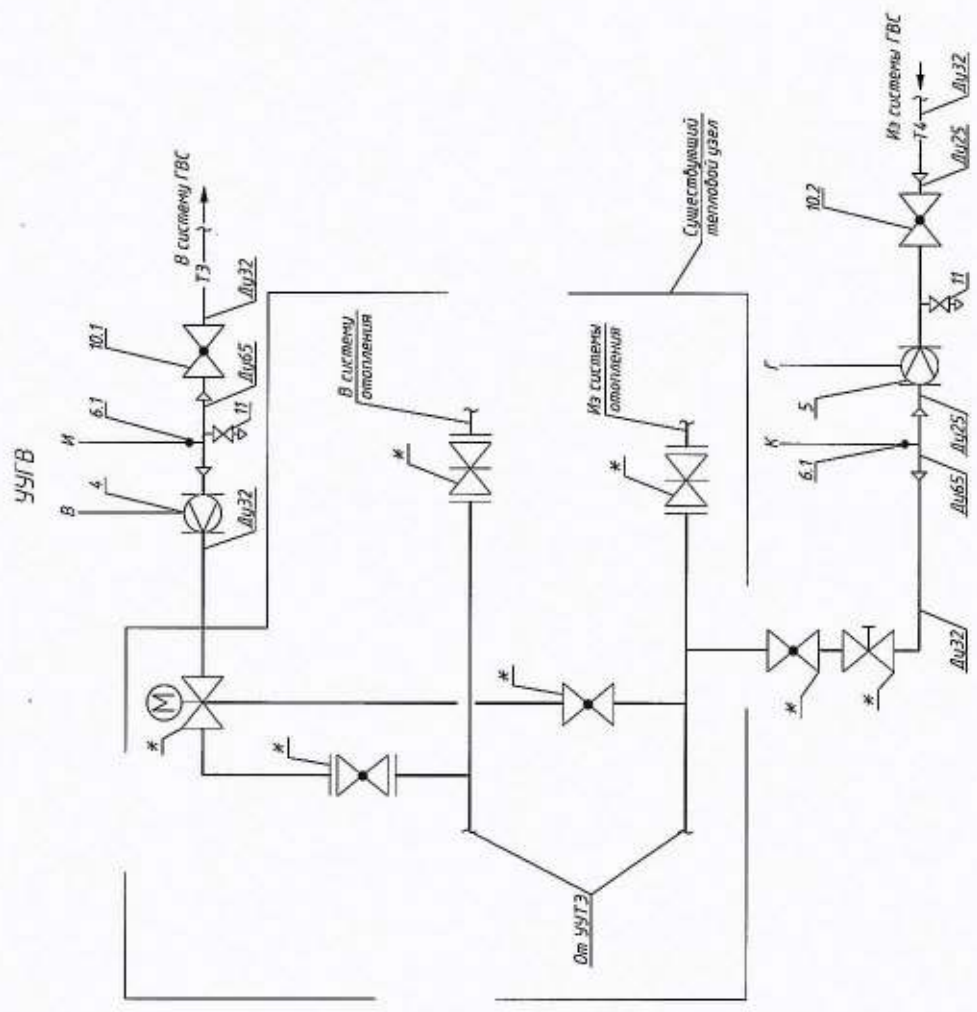 УУГВ
В систему ГВС
Т3
Ду32
10.1
Ду65
11
6.1
И
4
В
Ду32
М
*
*
В систему
отопления
*
Из системы
отопления
*
*
От УУТЭ
Существующий
тепловой узел
Из системы ГВС
Т4
Ду32
Ду25
10.2
11
Г
5
К
6.1
Ду25
Ду65
Ду32
*
*